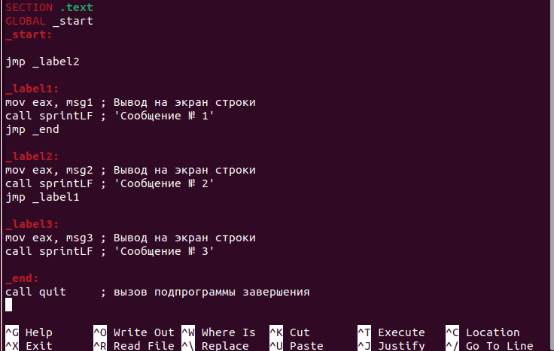 SECTION .text
GLOBAL _start
_start:
jmp _label2
_label1:
mov eax, msg1 ; Вывод на экран строки
call sprintLF ; 'Сообщение № 1'
jmp _end
_label2:
mov eax, msg2 ; Вывод на экран строки
call sprintLF ; 'Сообщение № 2'
jmp _label1
_label3:
mov eax, msg3 ; Вывод на экран строки
call sprintLF ; 'Сообщение № 3'
_end:
call quit     ; вызов подпрограммы завершения
^G Help ^O Write Out ^W Where Is ^K Cut ^T Execute ^C Location
^X Exit ^R Read File ^\ Replace ^U Paste ^J Justify ^/ Go To Line